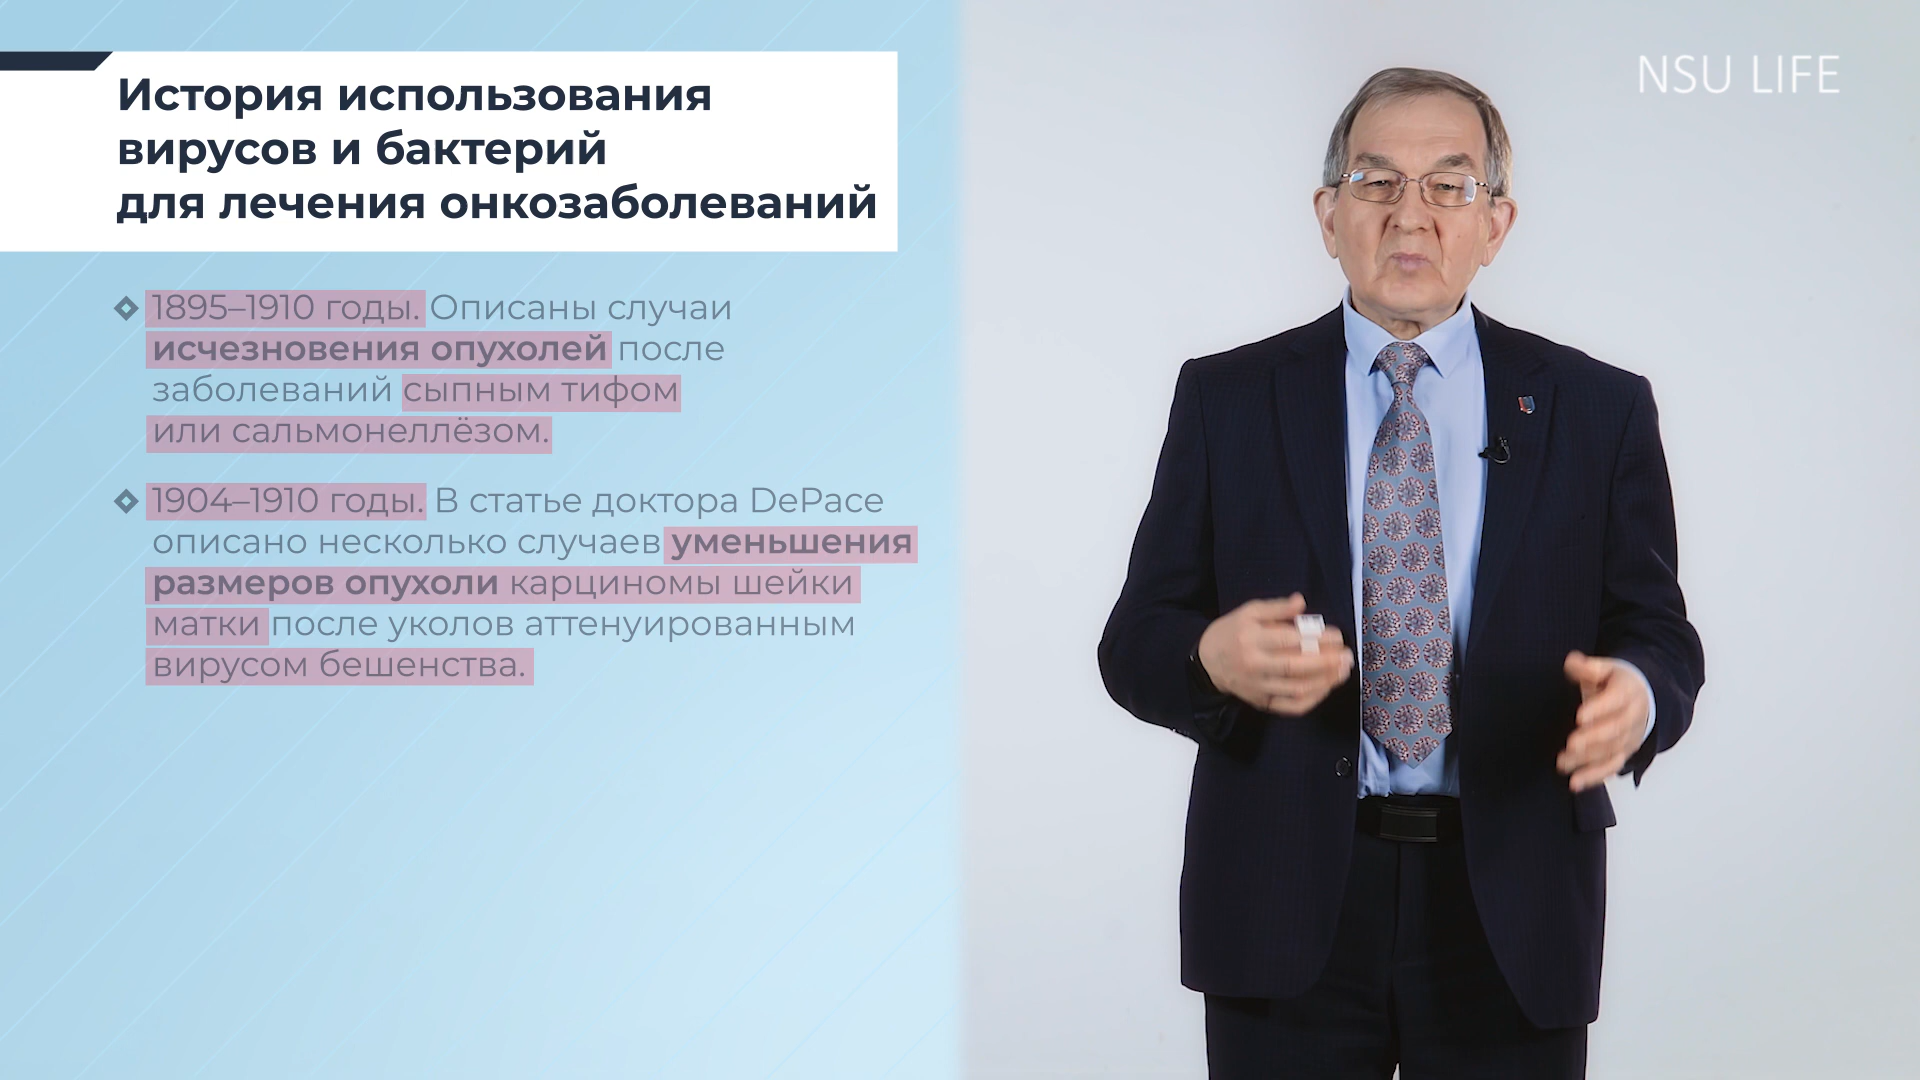 NSU LIFE
История использования
вирусов и бактерий
для лечения онкозаболеваний
1895–1910 годы. Описаны случаи
исчезновения опухолей после
заболеваний сыпным тифом
или сальмонеллёзом.
1904–1910 годы. В статье доктора DePace
описано несколько случаев уменьшения
размеров опухоли карциномы шейки
матки после уколов аттенуированным
вирусом бешенства.